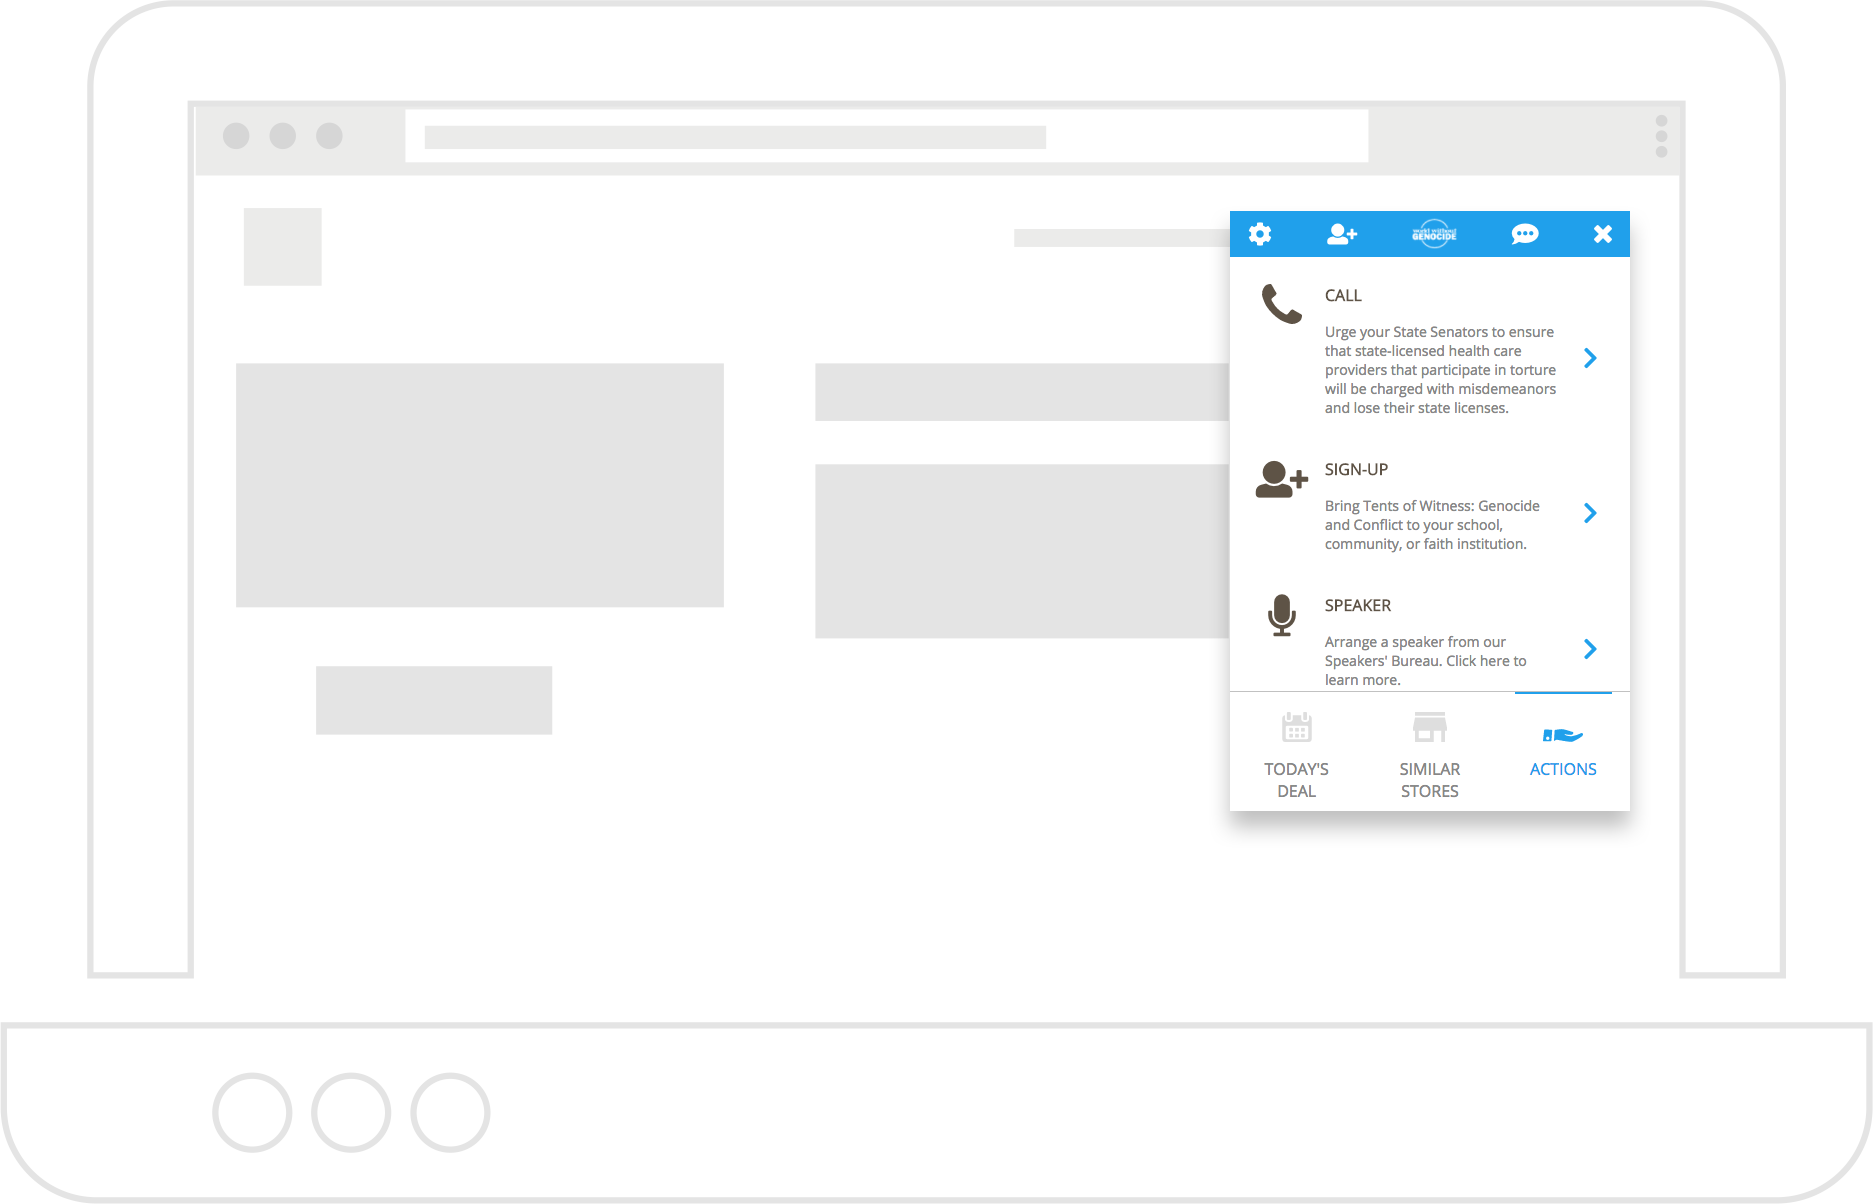 world without
GENOCIDE
CALL
Urge your State Senators to ensure
that state-licensed health care
providers that participate in torture
will be charged with misdemeanors
and lose their state licenses.
SIGN-UP
Bring Tents of Witness: Genocide
and Conflict to your school,
community, or faith institution.
SPEAKER
Arrange a speaker from our
Speakers' Bureau. Click here to
learn more.
TODAY'S
DEAL
SIMILAR
STORES
ACTIONS